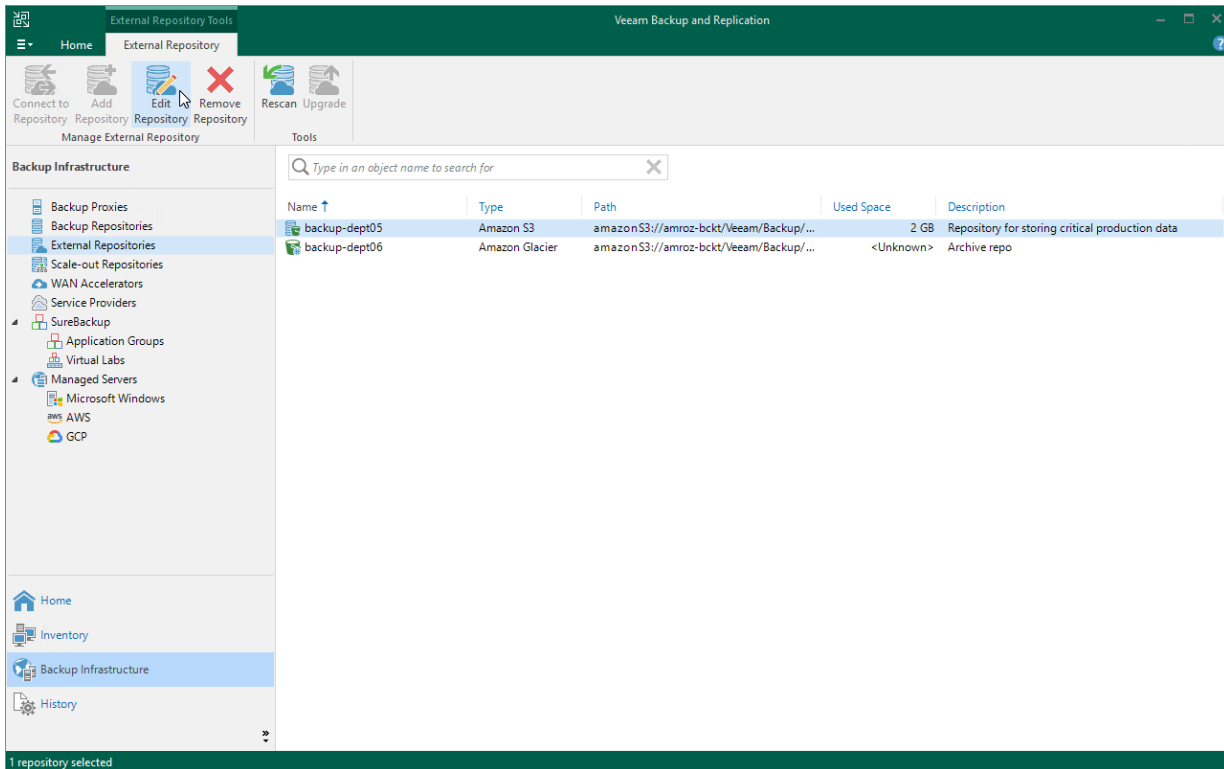 External Repository Tools
Veeam Backup and Replication
Home
External Repository
Connect to Repository
Add Repository
Edit Repository
Remove Repository
Rescan
Upgrade
Manage External Repository
Tools
Backup Infrastructure
Type in an object name to search for
Backup Proxies
Backup Repositories
External Repositories
Scale-out Repositories
WAN Accelerators
Service Providers
SureBackup
Application Groups
Virtual Labs
Managed Servers
Microsoft Windows
aws AWS
GCP
Name Type Path Used Space Description
backup-dept05 Amazon S3 amazonS3://amroz-bckt/Veeam/Backup/... 2 GB Repository for storing critical production data
backup-dept06 Amazon Glacier amazonS3://amroz-bckt/Veeam/Backup/... <Unknown> Archive repo
Home
Inventory
Backup Infrastructure
History
1 repository selected